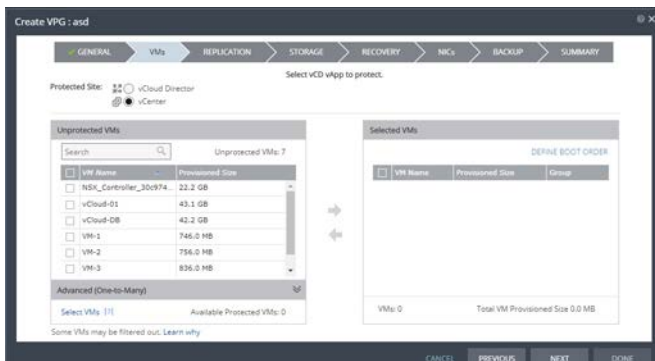 Create VPG : asd
GENERAL VMs REPLICATION STORAGE RECOVERY NICs BACKUP SUMMARY
Select vCD vApp to protect.
Protected Site: vCloud Director
vCenter
Unprotected VMs
Search Unprotected VMs: 7
VM Name Provisioned Size
NSX_Controller_30c974... 22.2 GB
vCloud-01 43.1 GB
vCloud-DB 42.2 GB
VM-1 746.0 MB
VM-2 756.0 MB
VM-3 836.0 MB
Advanced (One-to-Many)
Select VMs [7] Available Protected VMs: 0
Some VMs may be filtered out. Learn why
Selected VMs
DEFINE BOOT ORDER
VM Name Provisioned Size Group
VMs: 0 Total VM Provisioned Size 0.0 MB
CANCEL PREVIOUS NEXT DONE